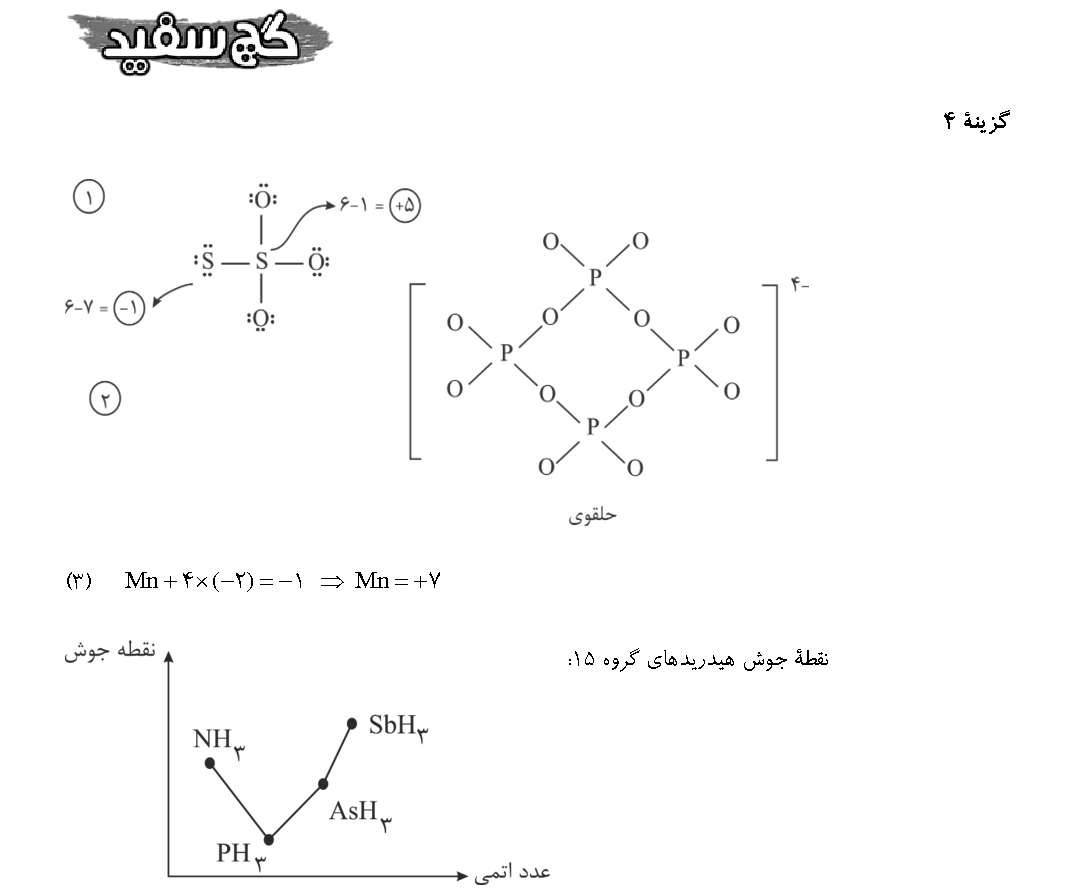 گچ سفید
گزینهٔ ۴
۱
:Ö:
۶-۱ = +۵
:S — S — O:
۶-۷ = -۱
:O:
۲
O O
P
۴-
O O O O
P P
O O O O
P
O O
حلقوی
(۳) Mn + ۴×(−۲) = −۱ ⇒ Mn = +۷
نقطهٔ جوش هیدریدهای گروه ۱۵:
نقطه جوش
SbH۳
NH۳
AsH۳
PH۳
عدد اتمی